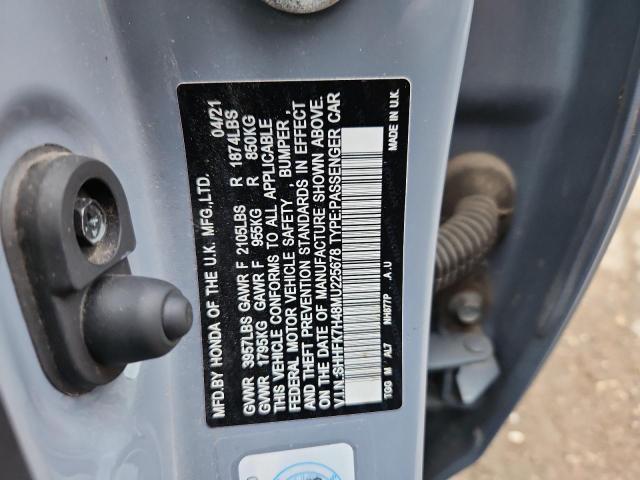 MFD.BY HONDA OF THE U.K. MFG.,LTD. 04/21
GVWR 3957LBS GAWR F 2105LBS R 1874LBS
GVWR 1795KG GAWR F 955KG R 850KG
THIS VEHICLE CONFORMS TO ALL APPLICABLE
FEDERAL MOTOR VEHICLE SAFETY , BUMPER ,
AND THEFT PREVENTION STANDARDS IN EFFECT
ON THE DATE OF MANUFACTURE SHOWN ABOVE.
V.I.N.:SHHFK7H48MU225678 TYPE:PASSENGER CAR
TGG M AL7 NH877P .A.U MADE IN U.K.